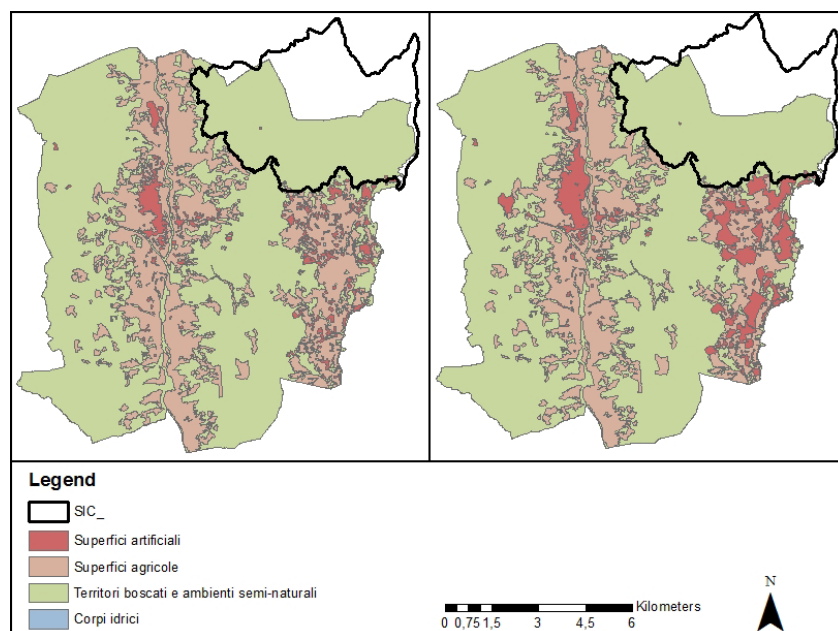 Legend
SIC_
Superfici artificiali
Superfici agricole
Territori boscati e ambienti semi-naturali
Corpi idrici
Kilometers
0 0,75 1,5 3 4,5 6
N